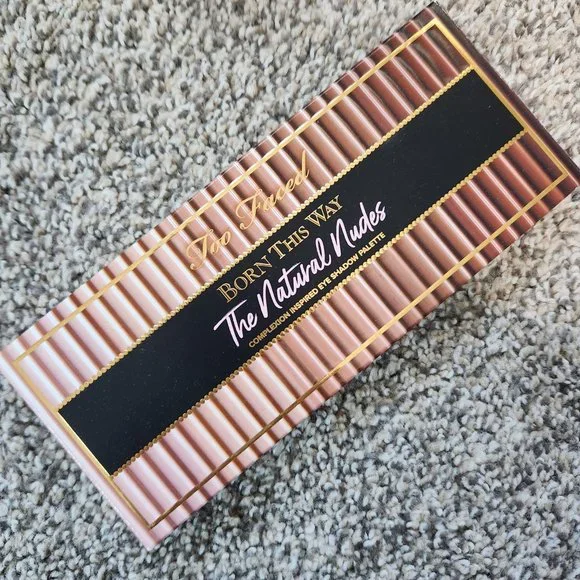 Too Faced
BORN THIS WAY
The Natural Nudes
COMPLEXION INSPIRED EYE SHADOW PALETTE